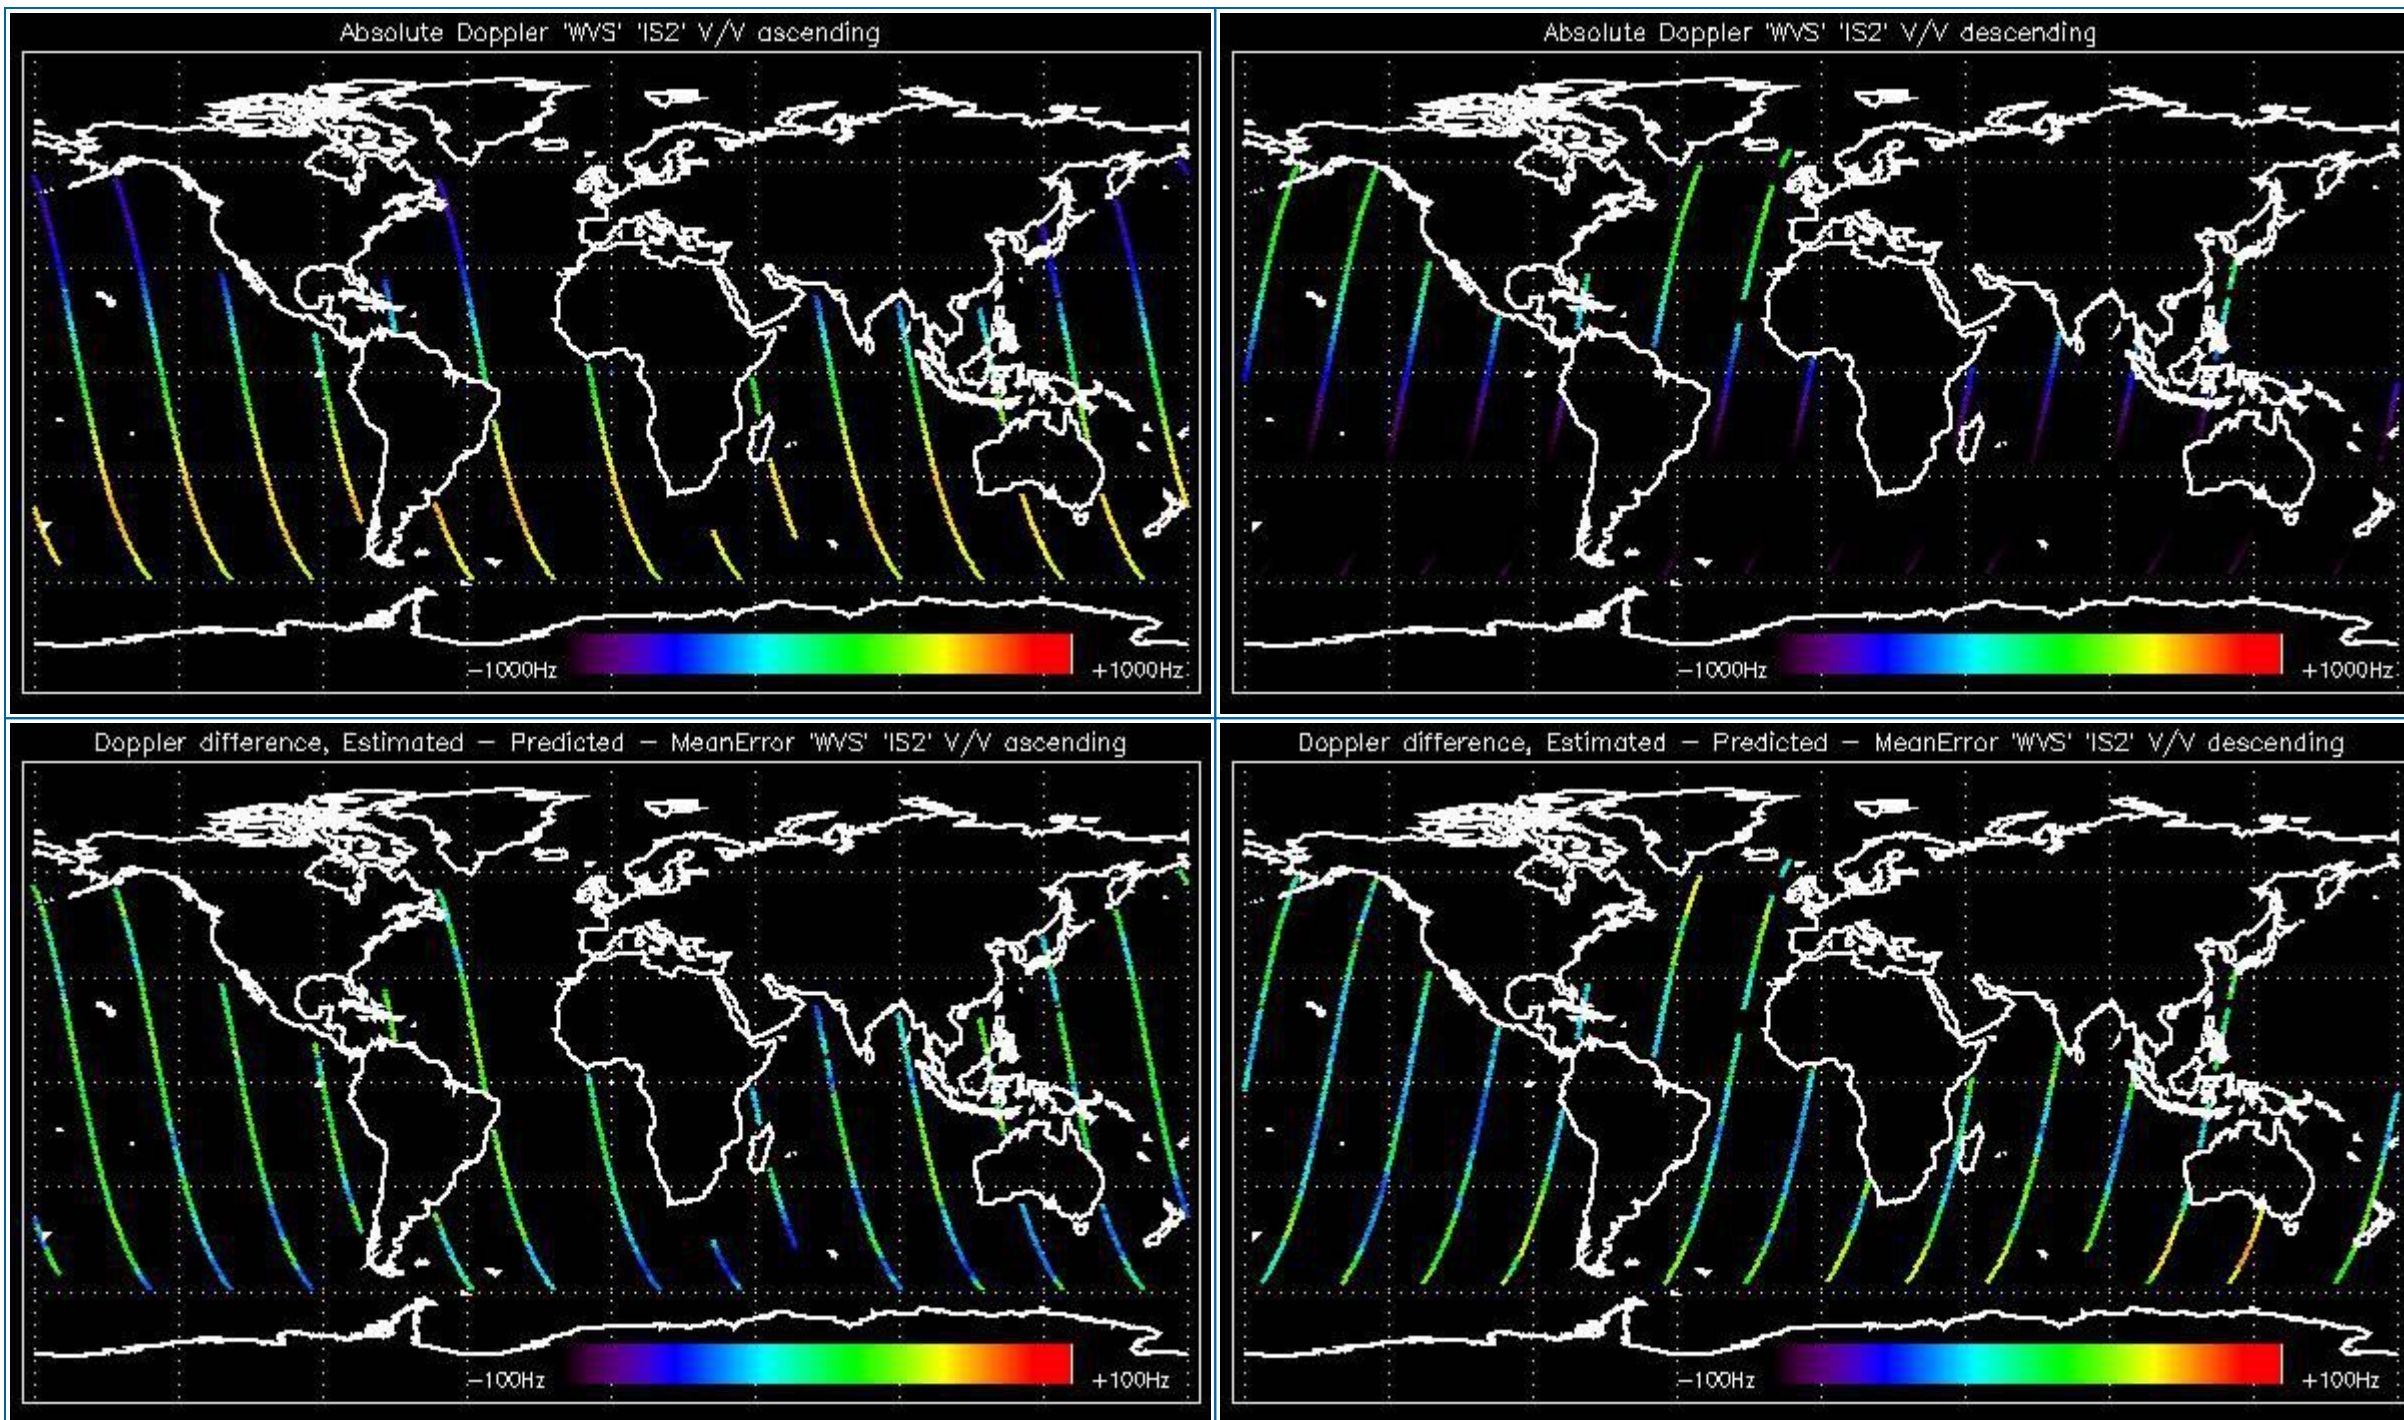 Absolute Doppler 'WVS' 'IS2' V/V ascending
-1000Hz
+1000Hz
Absolute Doppler 'WVS' 'IS2' V/V descending
-1000Hz
+1000Hz
Doppler difference, Estimated - Predicted - MeanError 'WVS' 'IS2' V/V ascending
-100Hz
+100Hz
Doppler difference, Estimated - Predicted - MeanError 'WVS' 'IS2' V/V descending
-100Hz
+100Hz